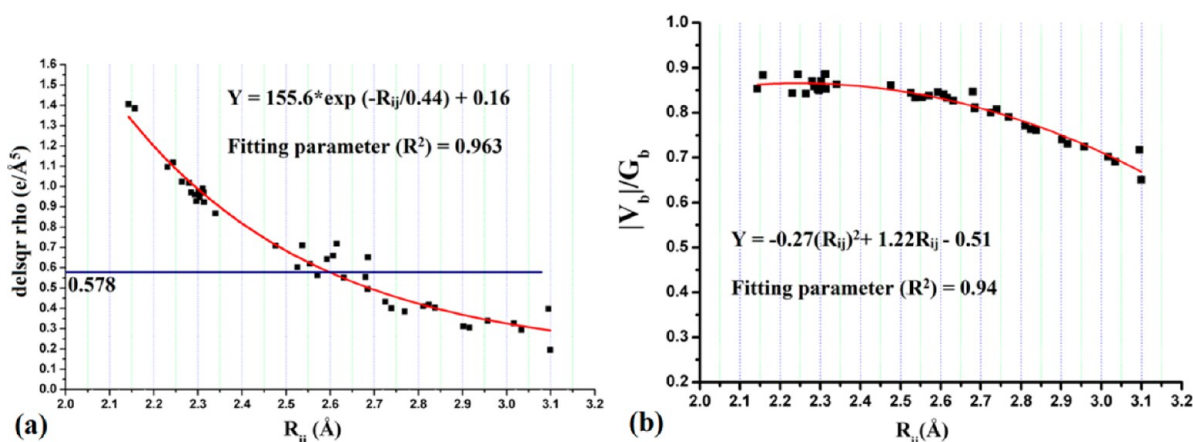 1.6
1.5
1.4
1.3
1.2
1.1
1.0
0.9
0.8
0.7
0.6
0.5
0.4
0.3
0.2
0.1
0.0
delsqr rho (e/Å⁵)
Y = 155.6*exp (-Rij/0.44) + 0.16
Fitting parameter (R²) = 0.963
0.578
2.0 2.1 2.2 2.3 2.4 2.5 2.6 2.7 2.8 2.9 3.0 3.1 3.2
Rij (Å)
(a)
1.0
0.9
0.8
0.7
0.6
0.5
0.4
0.3
0.2
|Vb|/Gb
Y = -0.27(Rij)²+ 1.22Rij - 0.51
Fitting parameter (R²) = 0.94
2.0 2.1 2.2 2.3 2.4 2.5 2.6 2.7 2.8 2.9 3.0 3.1 3.2
Rij(Å)
(b)